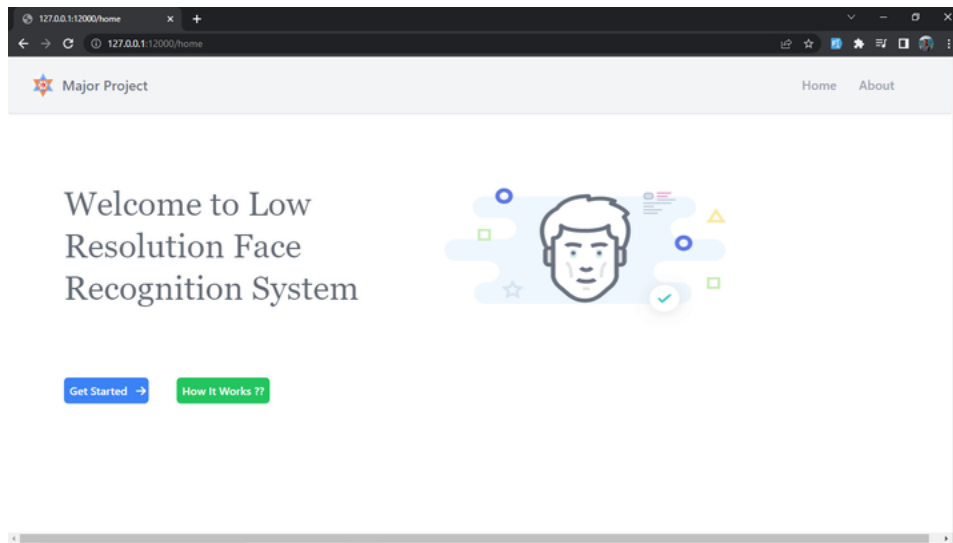 127.0.0.1:12000/home
127.0.0.1:12000/home
Major Project
Home About
Welcome to Low
Resolution Face
Recognition System
Get Started →
How It Works ??